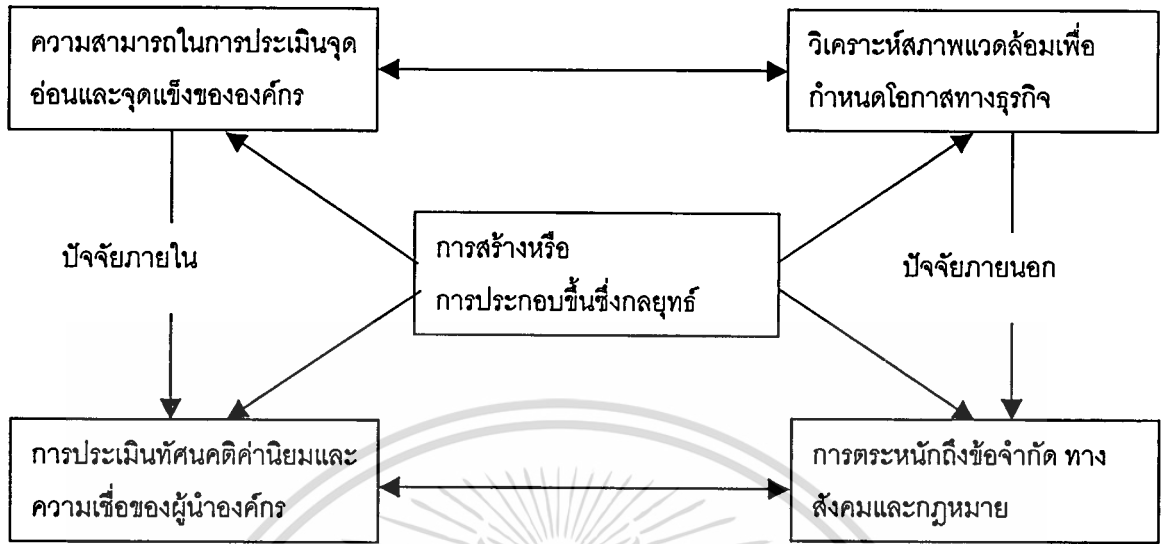 ความสามารถในการประเมินจุด
อ่อนและจุดแข็งขององค์กร
วิเคราะห์สภาพแวดล้อมเพื่อ
กำหนดโอกาสทางธุรกิจ
ปัจจัยภายใน
การสร้างหรือ
การประกอบขึ้นซึ่งกลยุทธ์
ปัจจัยภายนอก
การประเมินทัศนคติค่านิยมและ
ความเชื่อของผู้นำองค์กร
การตระหนักถึงข้อจำกัด ทาง
สังคมและกฎหมาย